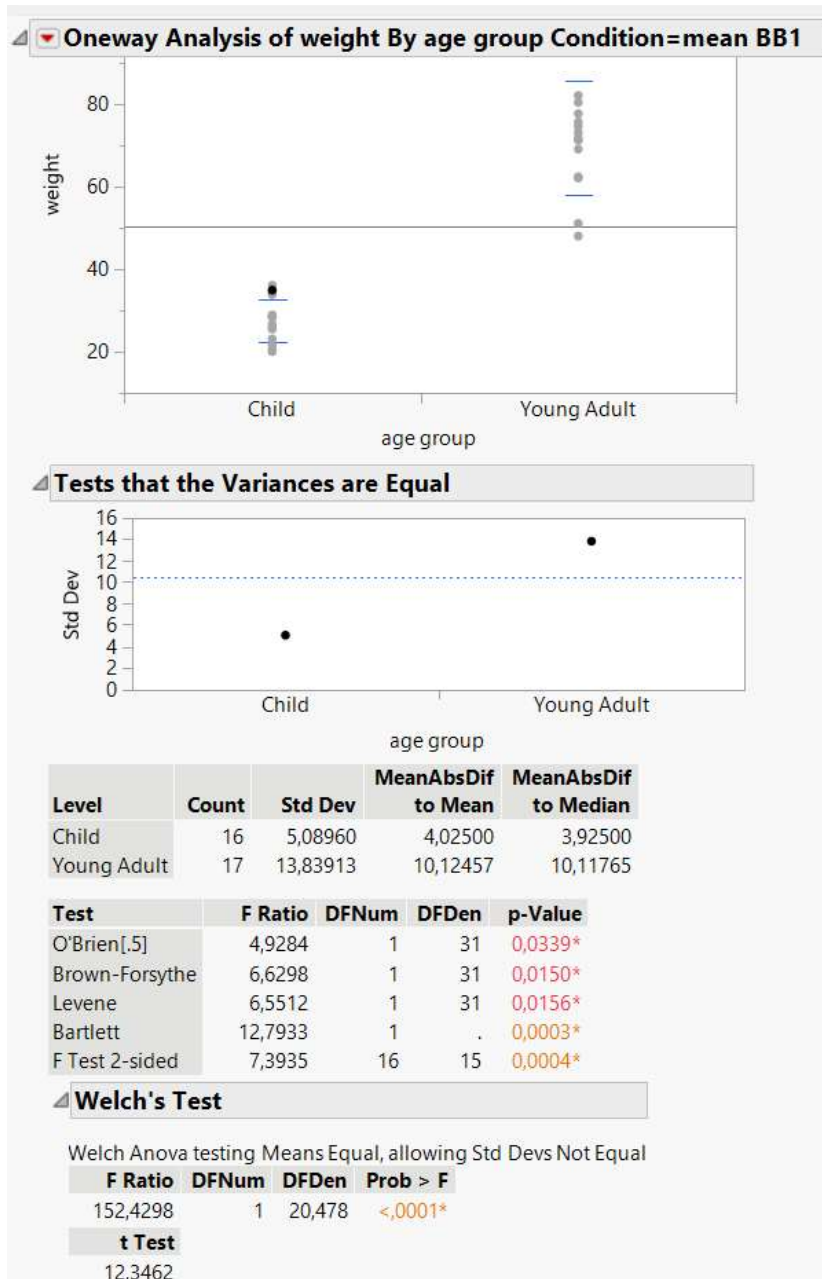 Oneway Analysis of weight By age group Condition=mean BB1
80
60
40
20
weight
Child Young Adult
age group
Tests that the Variances are Equal
16
14
12
10
8
6
4
2
0
Std Dev
Child Young Adult
age group
Level Count Std Dev MeanAbsDif to Mean MeanAbsDif to Median
Child 16 5,08960 4,02500 3,92500
Young Adult 17 13,83913 10,12457 10,11765
Test F Ratio DFNum DFDen p-Value
O'Brien[.5] 4,9284 1 31 0,0339*
Brown-Forsythe 6,6298 1 31 0,0150*
Levene 6,5512 1 31 0,0156*
Bartlett 12,7933 1 . 0,0003*
F Test 2-sided 7,3935 16 15 0,0004*
Welch's Test
Welch Anova testing Means Equal, allowing Std Devs Not Equal
F Ratio DFNum DFDen Prob > F
152,4298 1 20,478 <,0001*
t Test
12,3462